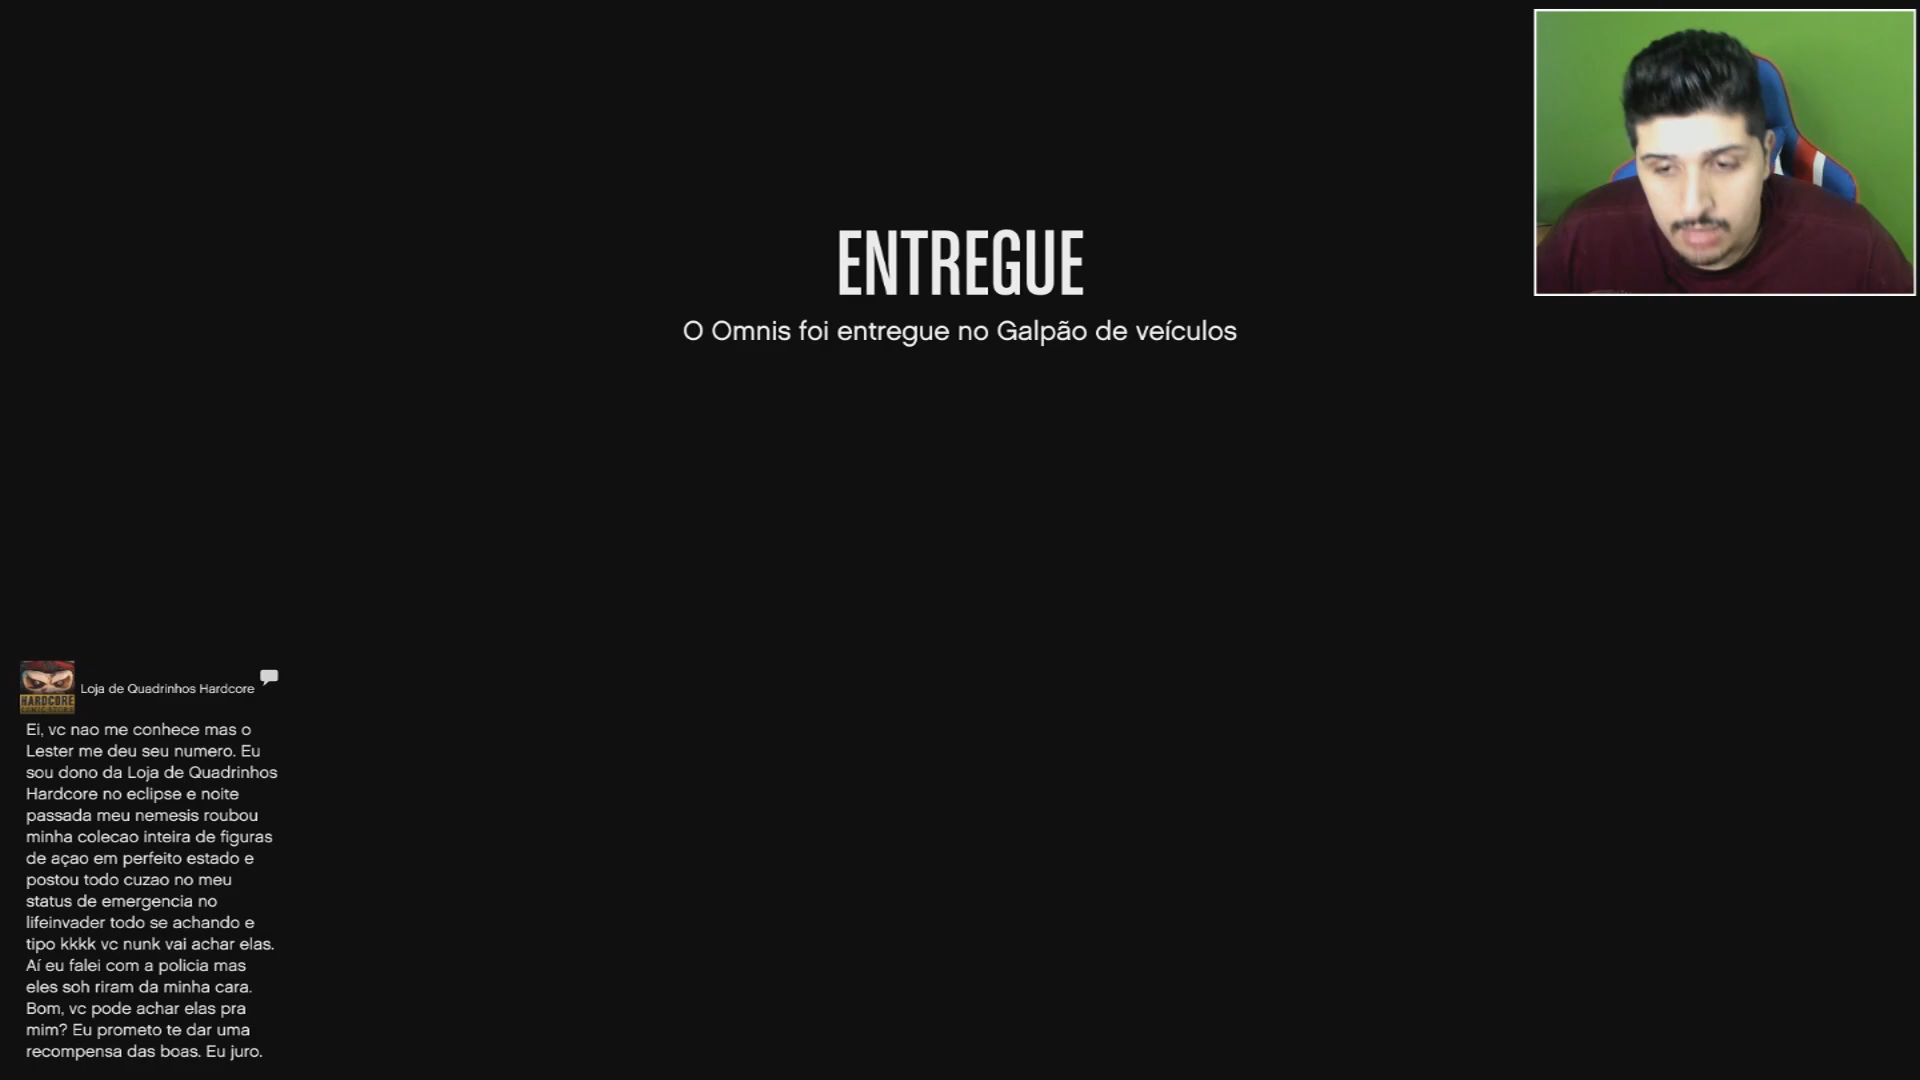 ENTREGUE
O Omnis foi entregue no Galpão de veículos
HARDCORE
Loja de Quadrinhos Hardcore
Ei, vc nao me conhece mas o
Lester me deu seu numero. Eu
sou dono da Loja de Quadrinhos
Hardcore no eclipse e noite
passada meu nemesis roubou
minha colecao inteira de figuras
de açao em perfeito estado e
postou todo cuzao no meu
status de emergencia no
lifeinvader todo se achando e
tipo kkkk vc nunk vai achar elas.
Aí eu falei com a policia mas
eles soh riram da minha cara.
Bom, vc pode achar elas pra
mim? Eu prometo te dar uma
recompensa das boas. Eu juro.